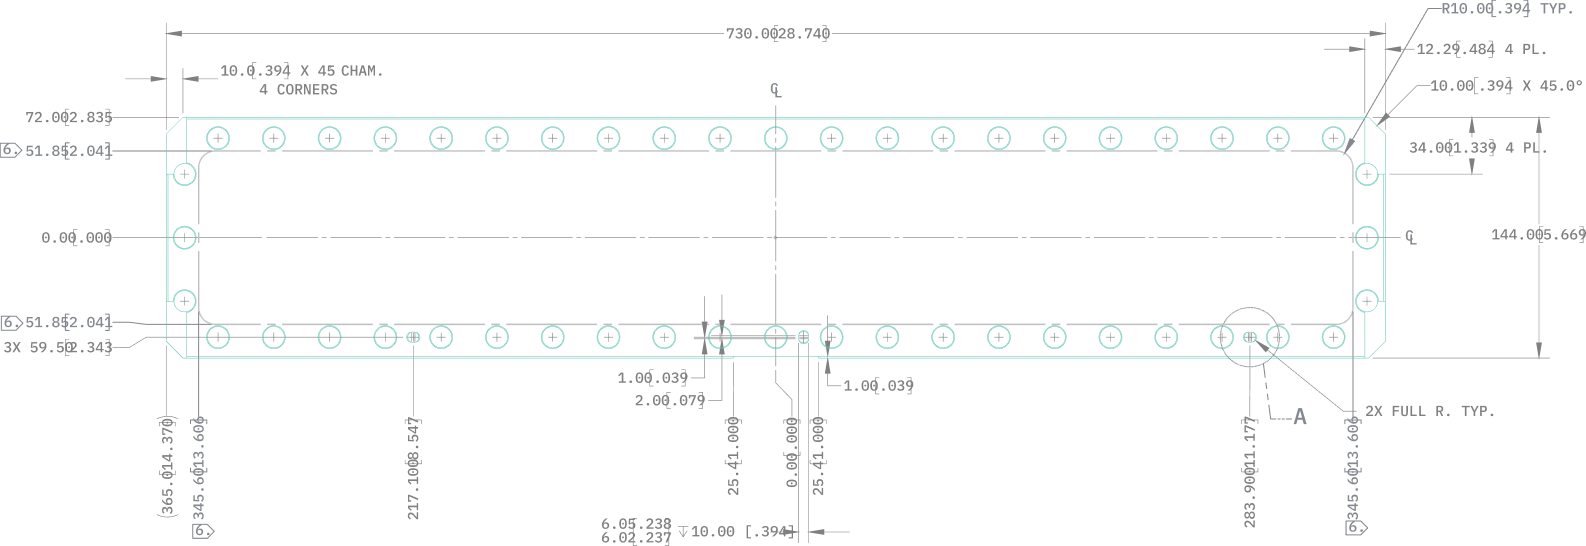 R10.00[.394] TYP.
730.00[28.740]
12.29[.484] 4 PL.
10.0[.394] X 45 CHAM.
4 CORNERS
℄
10.00[.394] X 45.0°
72.00[2.835]
6. 51.85[2.041]
34.00[1.339] 4 PL.
0.00[.000]
℄
144.00[5.669]
6. 51.85[2.041]
3X 59.50[2.343]
1.00[.039]
1.00[.039]
2.00[.079]
2X FULL R. TYP.
A
(365.0[14.370])
345.60[13.606]
217.10[8.547]
25.4[1.000]
0.00[.000]
25.4[1.000]
283.90[11.177]
345.60[13.606]
6.
6.
6.05[.238]
6.02[.237]
↧10.00 [.394]